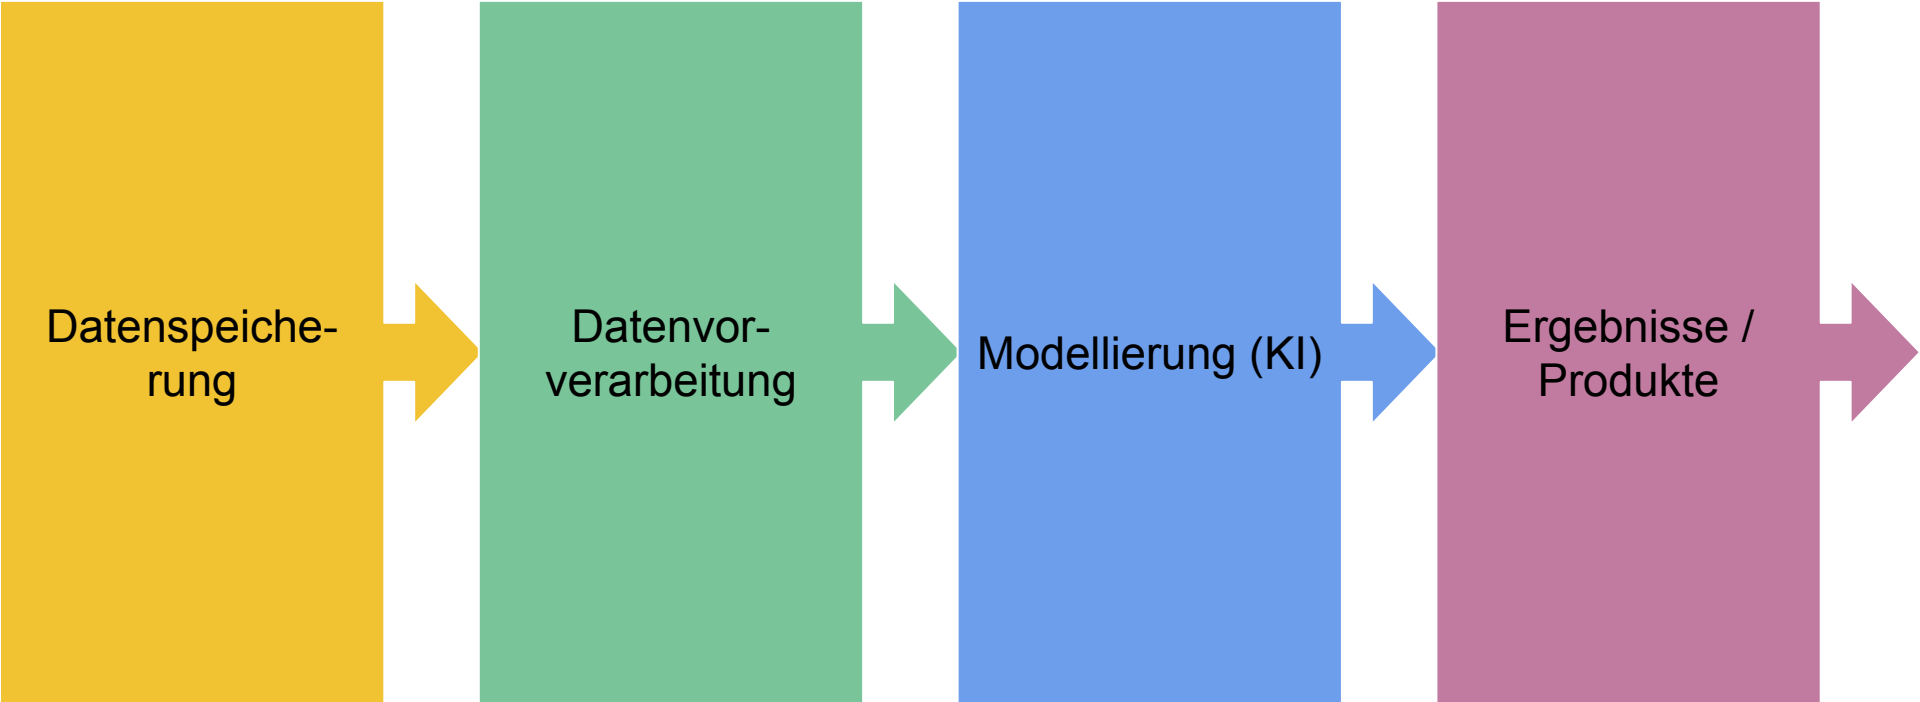 Datenspeiche-
rung
Datenvor-
verarbeitung
Modellierung (KI)
Ergebnisse /
Produkte